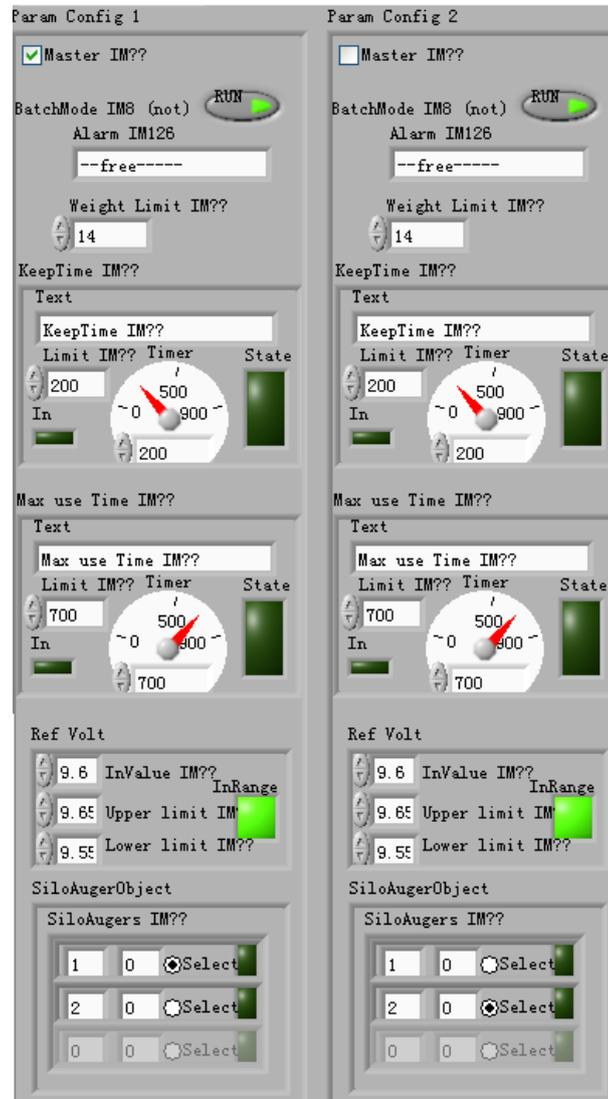 Param Config 1
Master IM??
BatchMode IM8 (not) RUN
Alarm IM126
--free-----
Weight Limit IM??
14
KeepTime IM??
Text
KeepTime IM??
Limit IM?? Timer State
200 500
In 0 900
200
Max use Time IM??
Text
Max use Time IM??
Limit IM?? Timer State
700 500
In 0 900
700
Ref Volt
9.6 InValue IM??
InRange
9.65 Upper limit IM
9.55 Lower limit IM??
SiloAugerObject
SiloAugers IM??
1 0 Select
2 0 Select
0 0 Select
Param Config 2
Master IM??
BatchMode IM8 (not) RUN
Alarm IM126
--free-----
Weight Limit IM??
14
KeepTime IM??
Text
KeepTime IM??
Limit IM?? Timer State
200 500
In 0 900
200
Max use Time IM??
Text
Max use Time IM??
Limit IM?? Timer State
700 500
In 0 900
700
Ref Volt
9.6 InValue IM??
InRange
9.65 Upper limit IM
9.55 Lower limit IM??
SiloAugerObject
SiloAugers IM??
1 0 Select
2 0 Select
0 0 Select